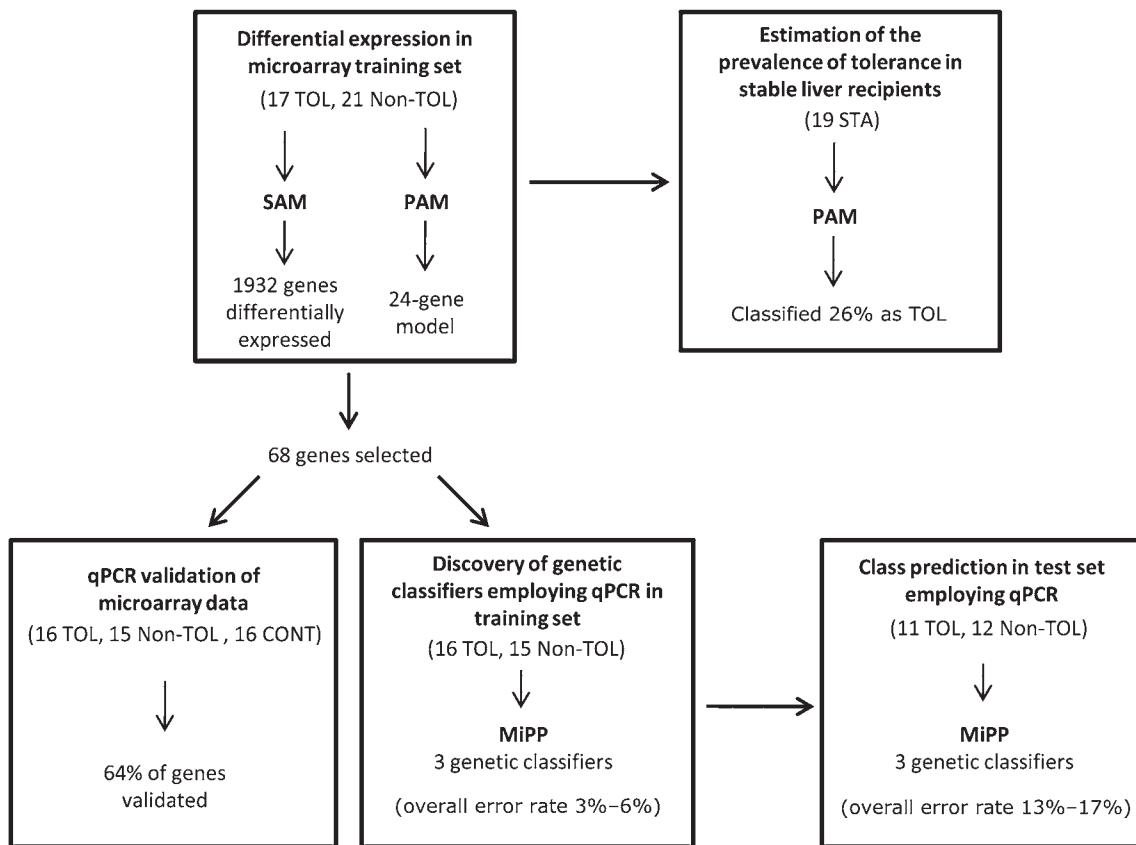 Differential expression in
microarray training set
(17 TOL, 21 Non-TOL)
SAM
PAM
1932 genes
differentially
expressed
24-gene
model
Estimation of the
prevalence of tolerance in
stable liver recipients
(19 STA)
PAM
Classified 26% as TOL
68 genes selected
qPCR validation of
microarray data
(16 TOL, 15 Non-TOL , 16 CONT)
64% of genes
validated
Discovery of genetic
classifiers employing qPCR in
training set
(16 TOL, 15 Non-TOL)
MiPP
3 genetic classifiers
(overall error rate 3%–6%)
Class prediction in test set
employing qPCR
(11 TOL, 12 Non-TOL)
MiPP
3 genetic classifiers
(overall error rate 13%–17%)